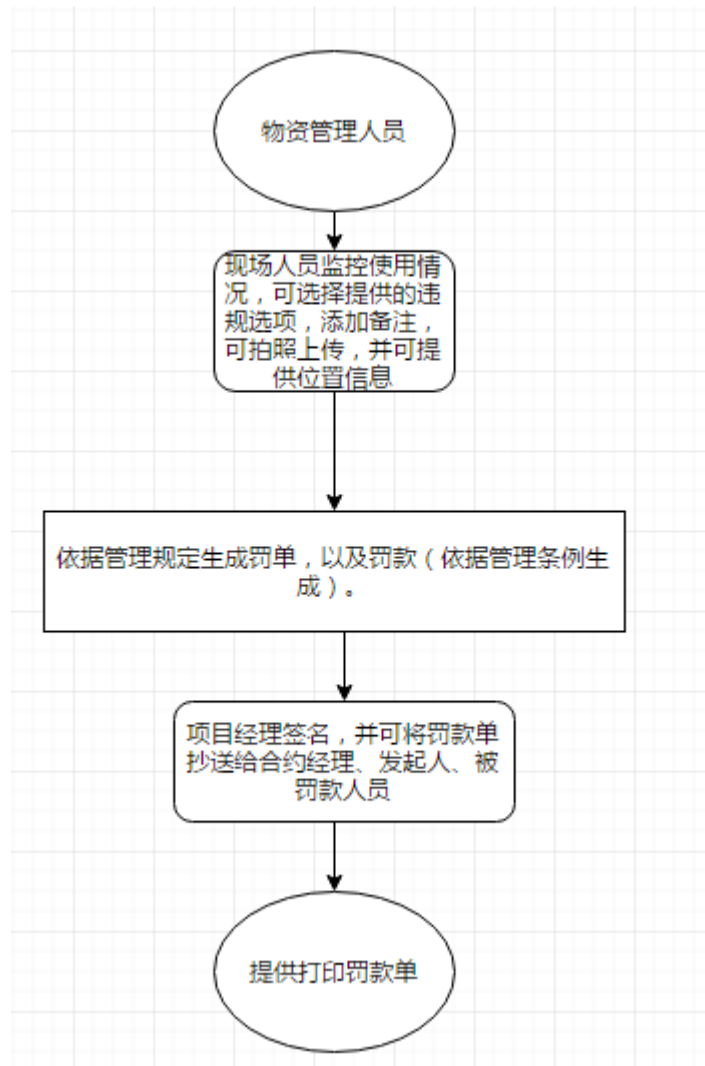 物资管理人员
现场人员监控使用情
况，可选择提供的违
规选项，添加备注，
可拍照上传，并可提
供位置信息
依据管理规定生成罚单，以及罚款（依据管理条例生
成）。
项目经理签名，并可将罚款单
抄送给合约经理、发起人、被
罚款人员
提供打印罚款单